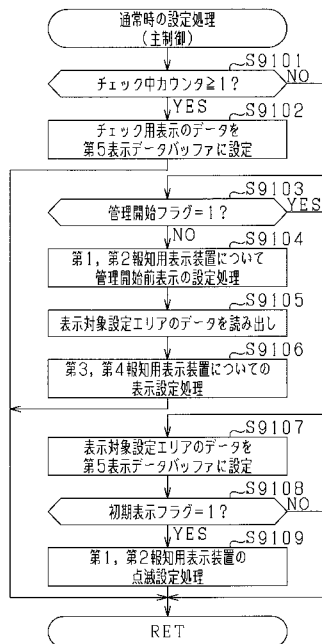 通常時の設定処理
(主制御)
S9101
チェック中カウンタ≧1?
NO
YES
S9102
チェック用表示のデータを
第5表示データバッファに設定
S9103
管理開始フラグ=1?
YES
NO
S9104
第1,第2報知用表示装置について
管理開始前表示の設定処理
S9105
表示対象設定エリアのデータを読み出し
S9106
第3,第4報知用表示装置についての
表示設定処理
S9107
表示対象設定エリアのデータを
第5表示データバッファに設定
S9108
初期表示フラグ=1?
NO
YES
S9109
第1,第2報知用表示装置の
点滅設定処理
RET